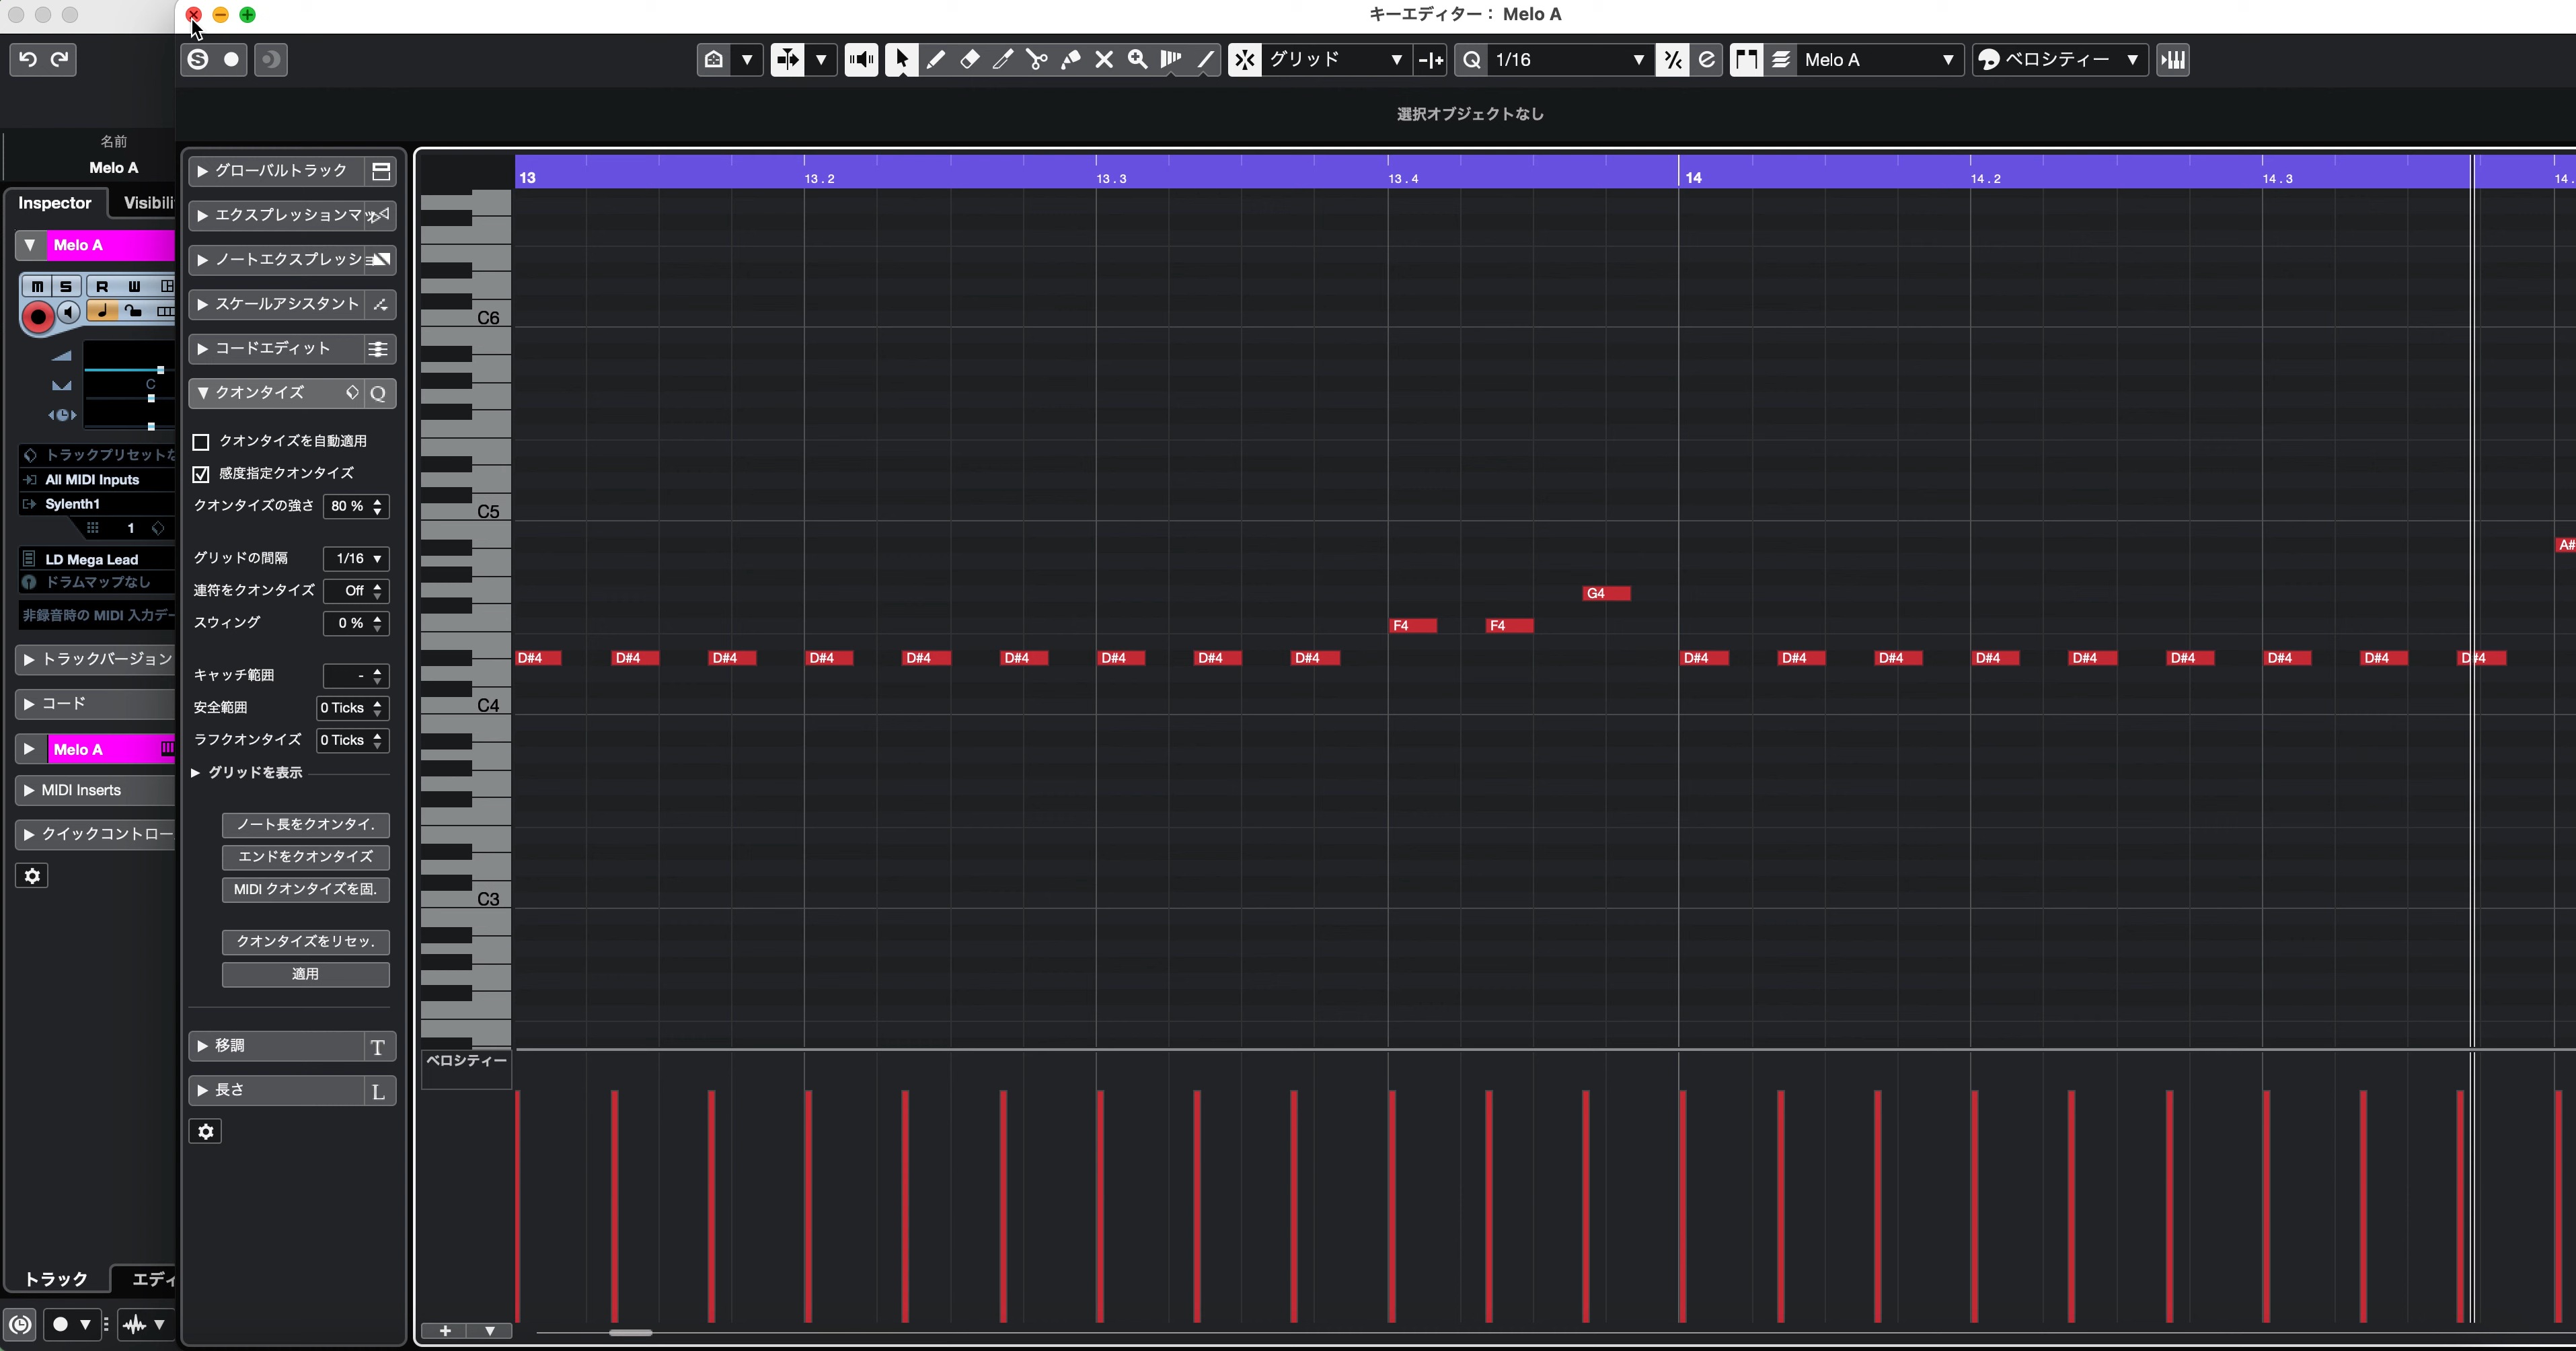 キーエディター： Melo A
グリッド
1/16
Melo A
ベロシティー
選択オブジェクトなし
名前
Melo A
Inspector
Visibili
Melo A
M S R W
C
トラックプリセットな
All MIDI Inputs
Sylenth1
1
LD Mega Lead
ドラムマップなし
非録音時の MIDI 入力デー
トラックバージョン
コード
Melo A
MIDI Inserts
クイックコントロー
トラック
エディ
グローバルトラック
エクスプレッションマッ
ノートエクスプレッシ
スケールアシスタント
コードエディット
クオンタイズ
Q
クオンタイズを自動適用
感度指定クオンタイズ
クオンタイズの強さ 80 %
グリッドの間隔 1/16
連符をクオンタイズ Off
スウィング 0 %
キャッチ範囲 -
安全範囲 0 Ticks
ラフクオンタイズ 0 Ticks
グリッドを表示
ノート長をクオンタイ.
エンドをクオンタイズ
MIDI クオンタイズを固.
クオンタイズをリセッ.
適用
移調 T
長さ L
13 13.2 13.3 13.4 14 14.2 14.3 14.
C6
C5
A#
G4
F4 F4
D#4 D#4 D#4 D#4 D#4 D#4 D#4 D#4 D#4 D#4 D#4 D#4 D#4 D#4 D#4 D#4 D#4 D#4
C4
C3
ベロシティー